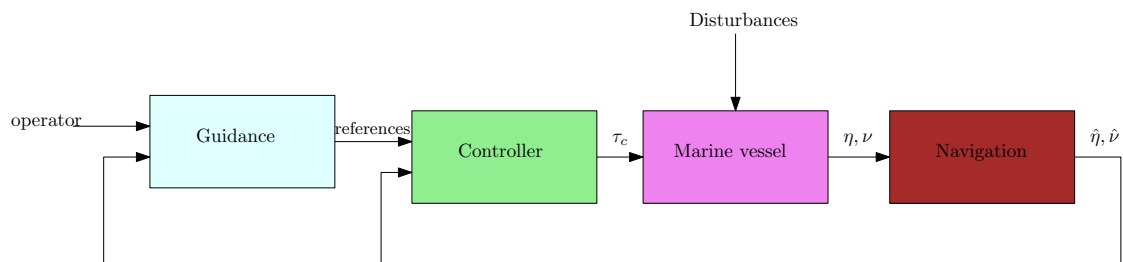 Disturbances
operator
Guidance
references
Controller
τ_c
Marine vessel
η, ν
Navigation
η̂, ν̂